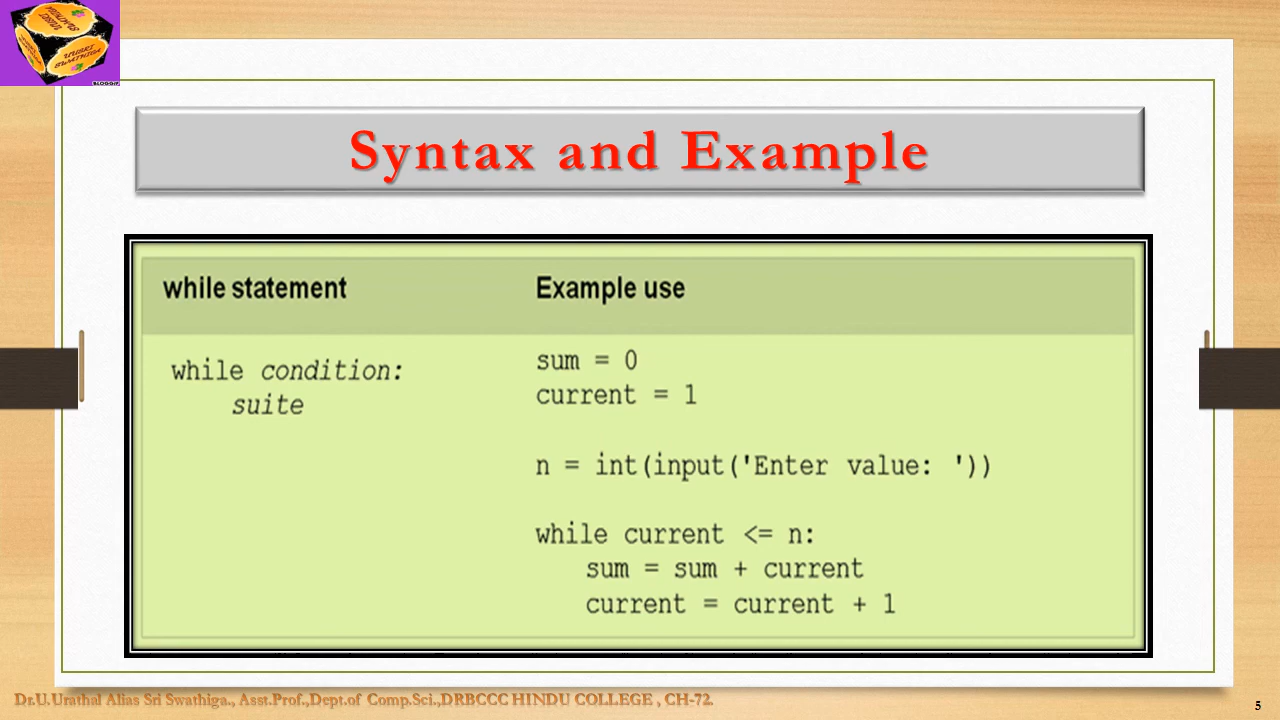 Syntax and Example
while statement
Example use
while condition:
suite
sum = 0
current = 1
n = int(input('Enter value: '))
while current <= n:
sum = sum + current
current = current + 1
Dr.U.Urathal Alias Sri Swathiga., Asst.Prof.,Dept.of Comp.Sci.,DRBCCC HINDU COLLEGE , CH-72.
5